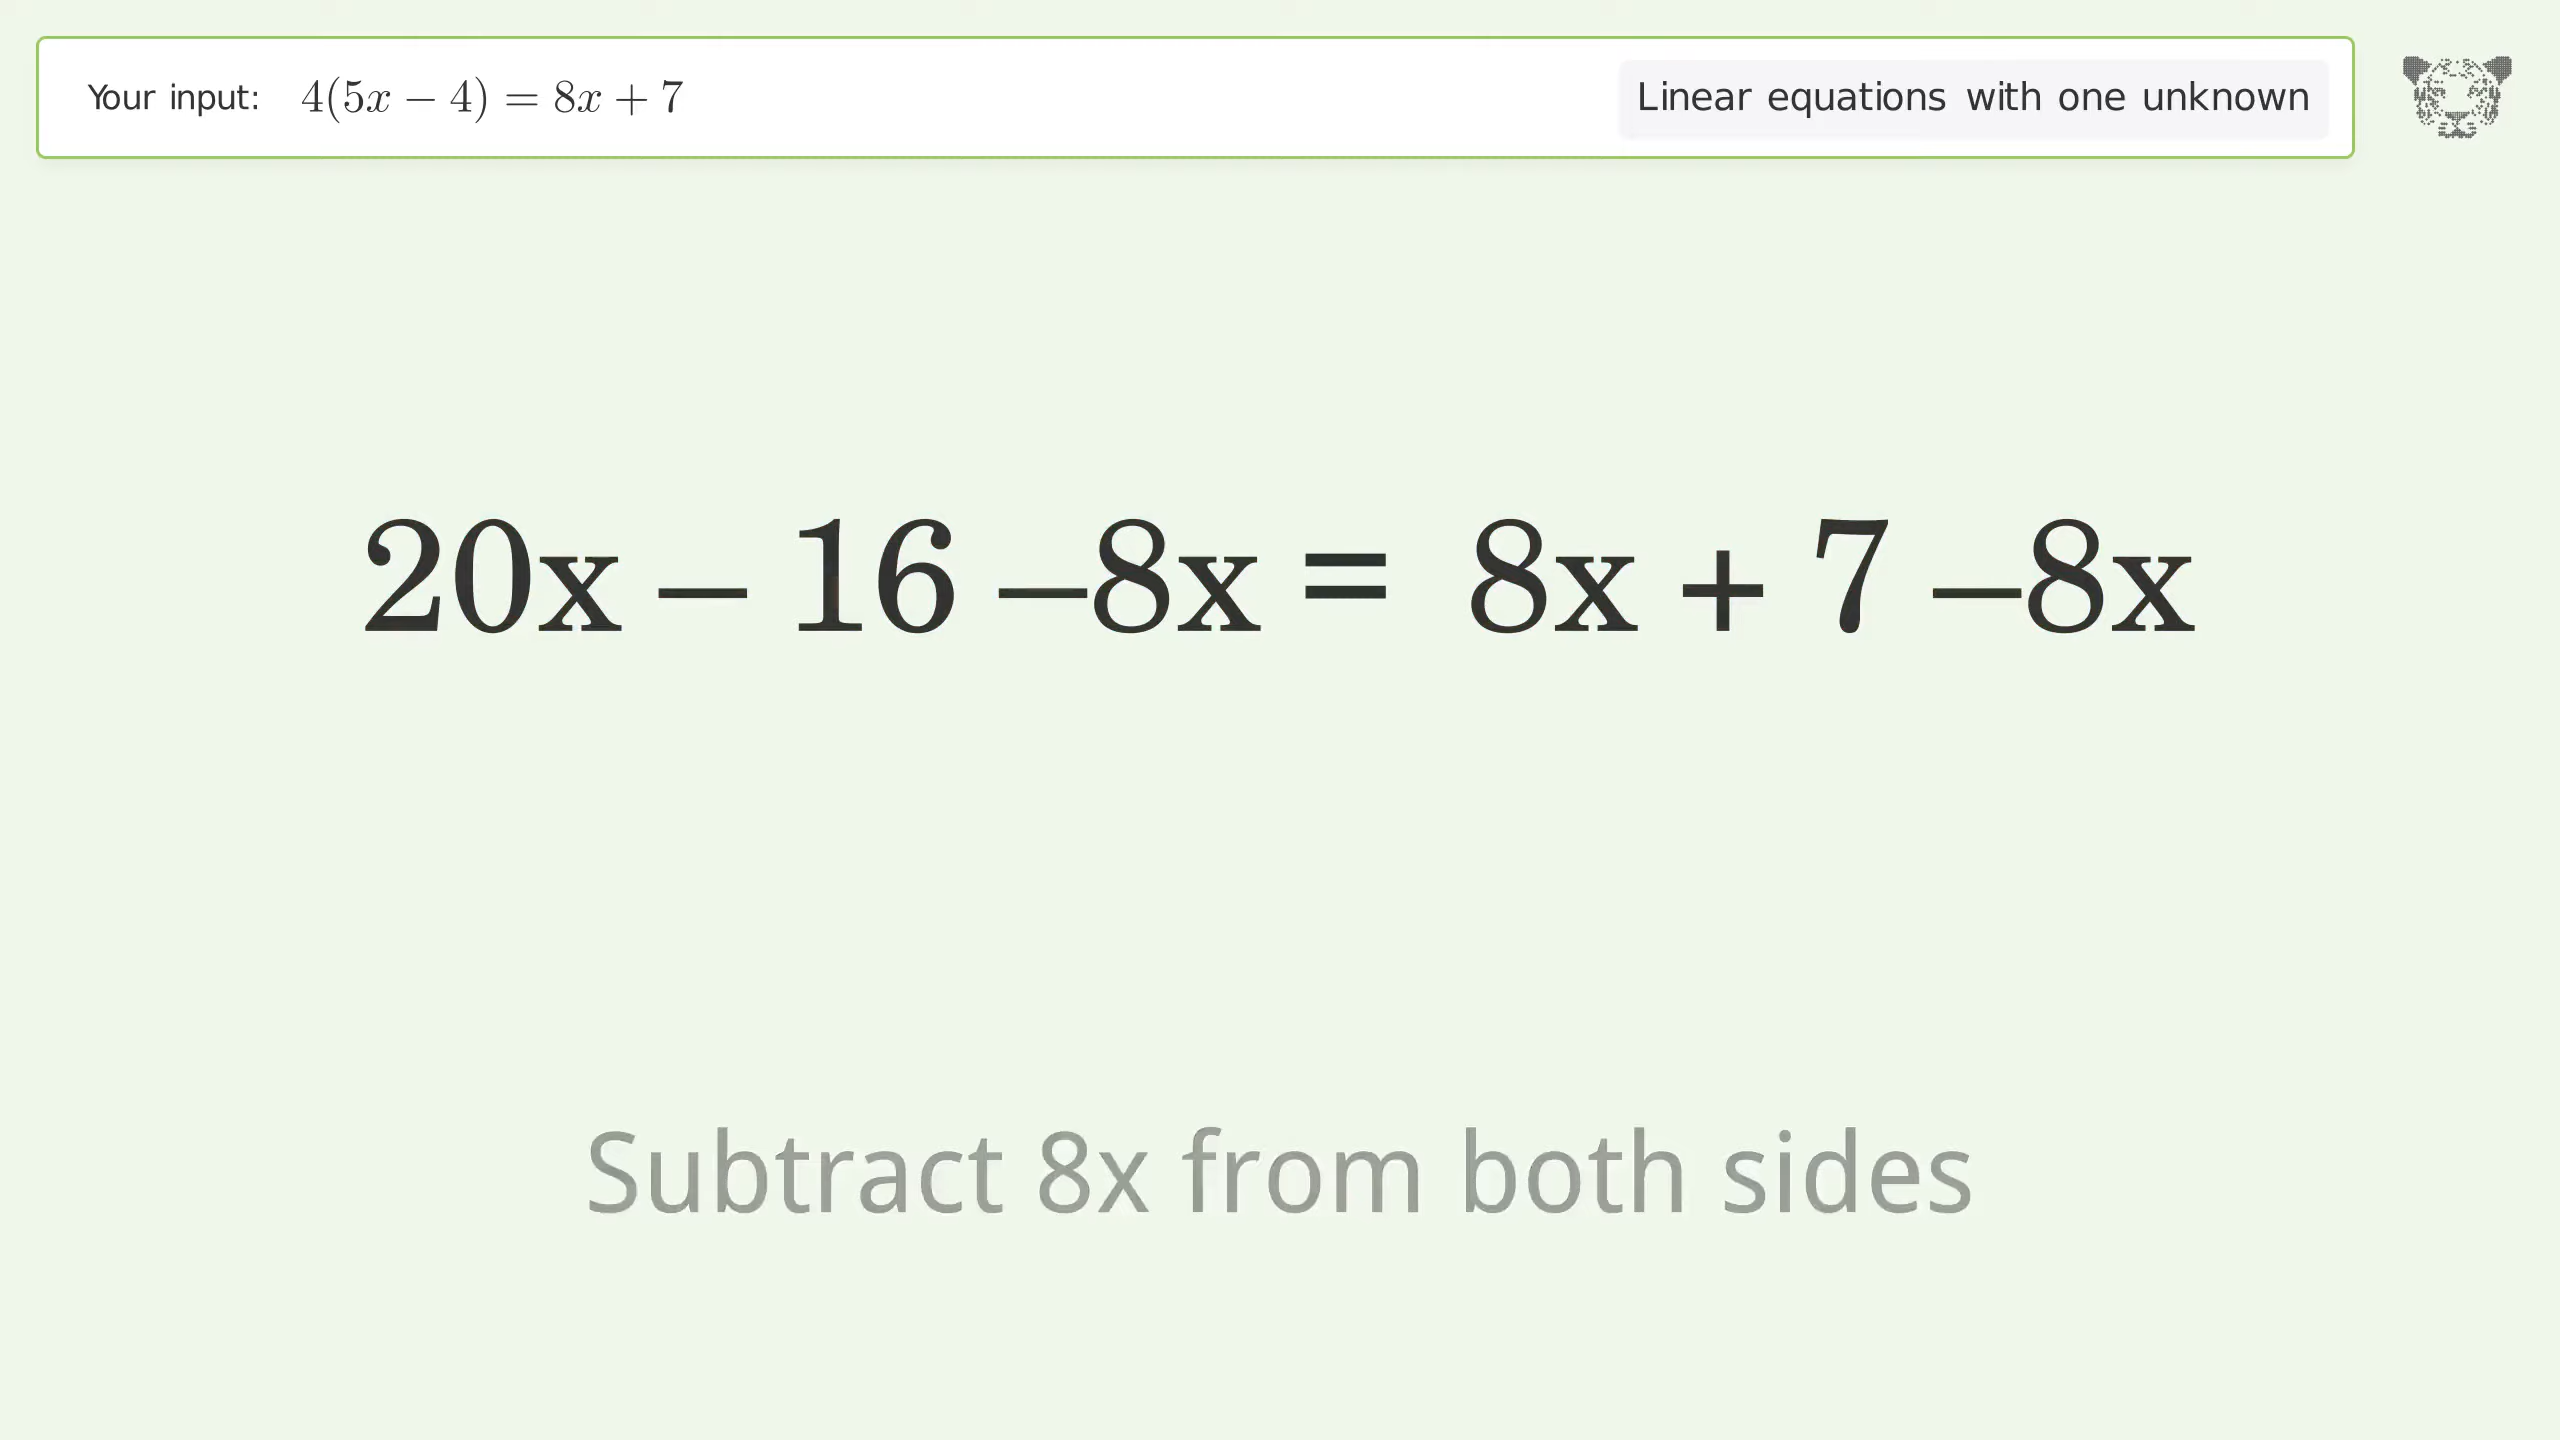 Your input: 4(5x − 4) = 8x + 7
Linear equations with one unknown
20x – 16 –8x = 8x + 7 –8x
Subtract 8x from both sides